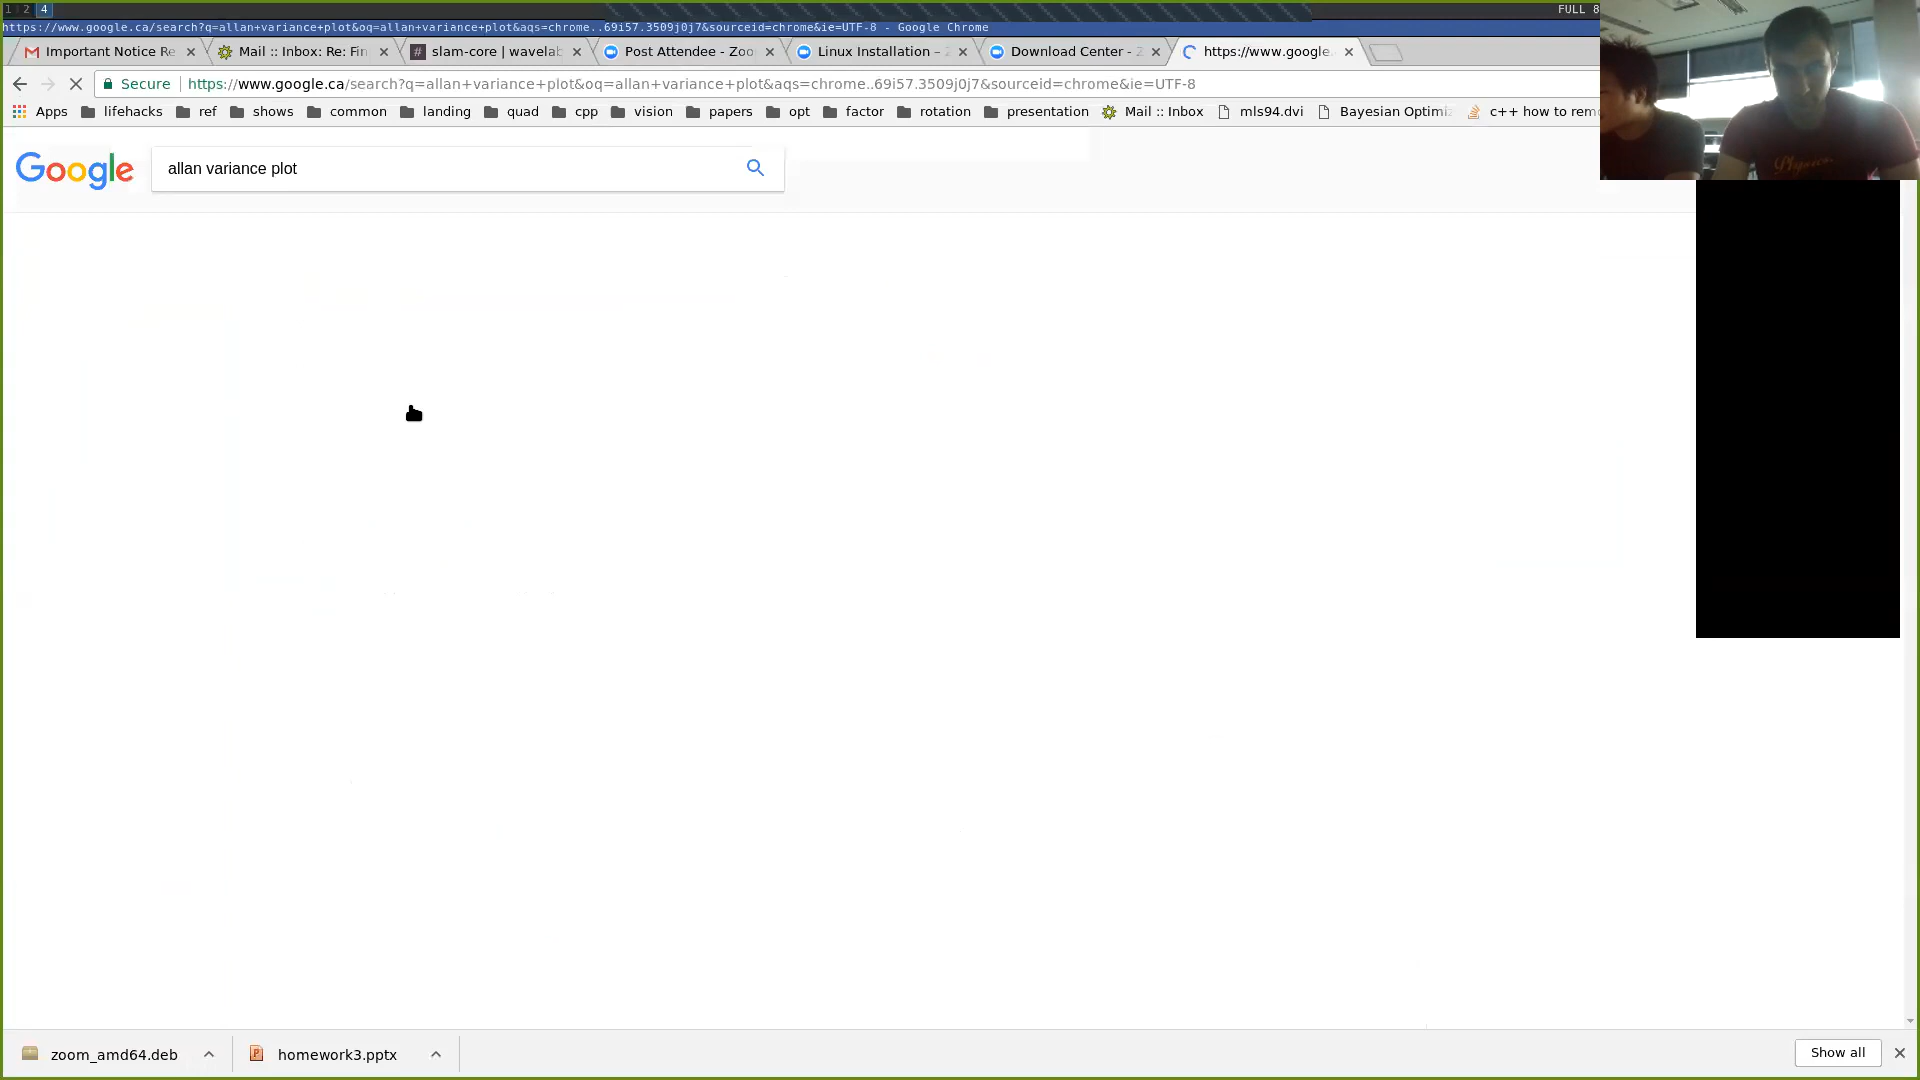 1 2 4 FULL 8
https://www.google.ca/search?q=allan+variance+plot&oq=allan+variance+plot&aqs=chrome..69i57.3509j0j7&sourceid=chrome&ie=UTF-8 - Google Chrome
Important Notice Re Mail :: Inbox: Re: Fin slam-core | wavelab Post Attendee - Zoo Linux Installation – Z Download Center - Z https://www.google.
Secure https://www.google.ca/search?q=allan+variance+plot&oq=allan+variance+plot&aqs=chrome..69i57.3509j0j7&sourceid=chrome&ie=UTF-8
Apps lifehacks ref shows common landing quad cpp vision papers opt factor rotation presentation Mail :: Inbox mls94.dvi Bayesian Optimiz c++ how to rem
Google allan variance plot
zoom_amd64.deb homework3.pptx Show all